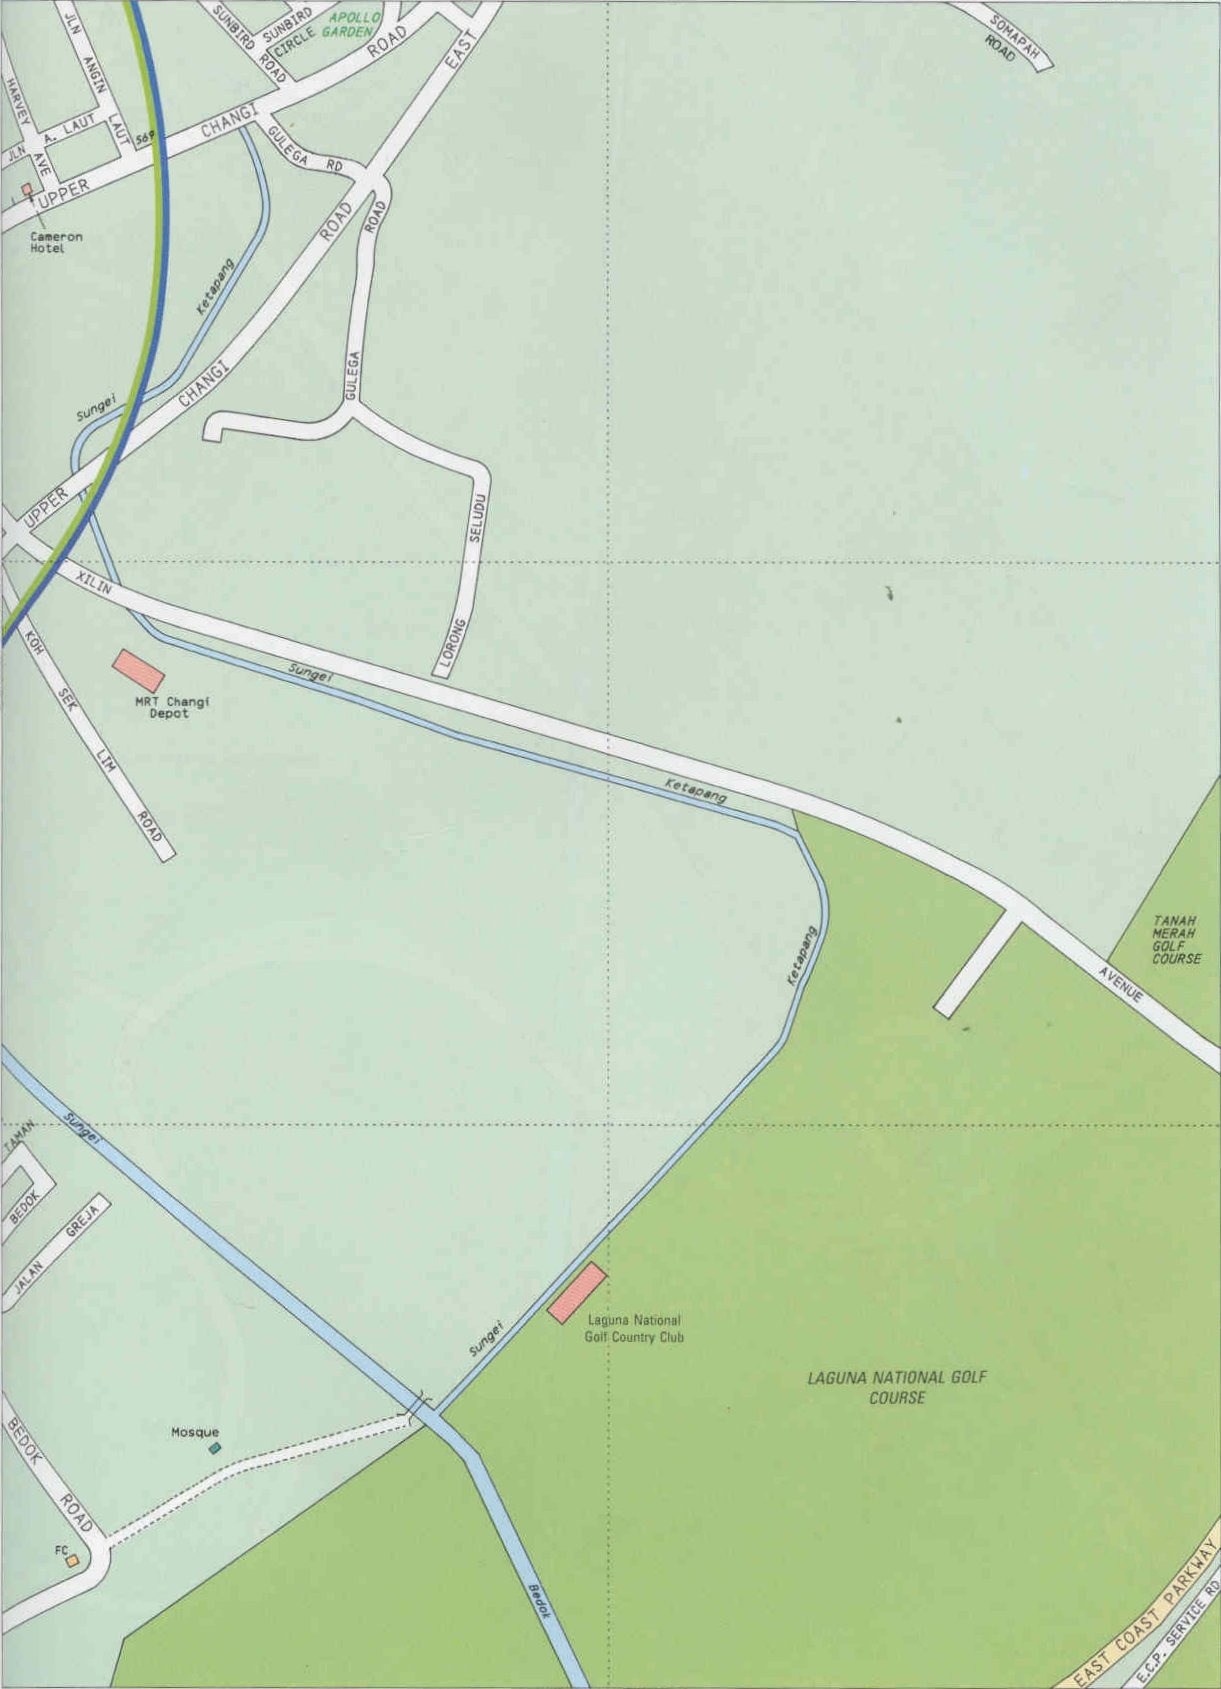 JLN
ANGIN
LAUT
HARVEY
AVE
JLN
A. LAUT
569
SUNBIRD
ROAD
SUNBIRD
CIRCLE
APOLLO
GARDEN
UPPER
CHANGI
ROAD
EAST
SOMAPAH
ROAD
GULEGA RD
Cameron
Hotel
ROAD
ROAD
Ketapang
CHANGI
GULEGA
Sungei
UPPER
SELUDU
LORONG
XILIN
KOH
SEK
LIM
ROAD
MRT Changi
Depot
Sungei
Ketapang
Ketapang
TANAH
MERAH
GOLF
COURSE
AVENUE
TAMAN
BEDOK
Sungei
JALAN
GREJA
Sungei
Laguna National
Golf Country Club
LAGUNA NATIONAL GOLF
COURSE
Mosque
BEDOK
ROAD
FC
Bedok
EAST COAST PARKWAY
E.C.P. SERVICE RD